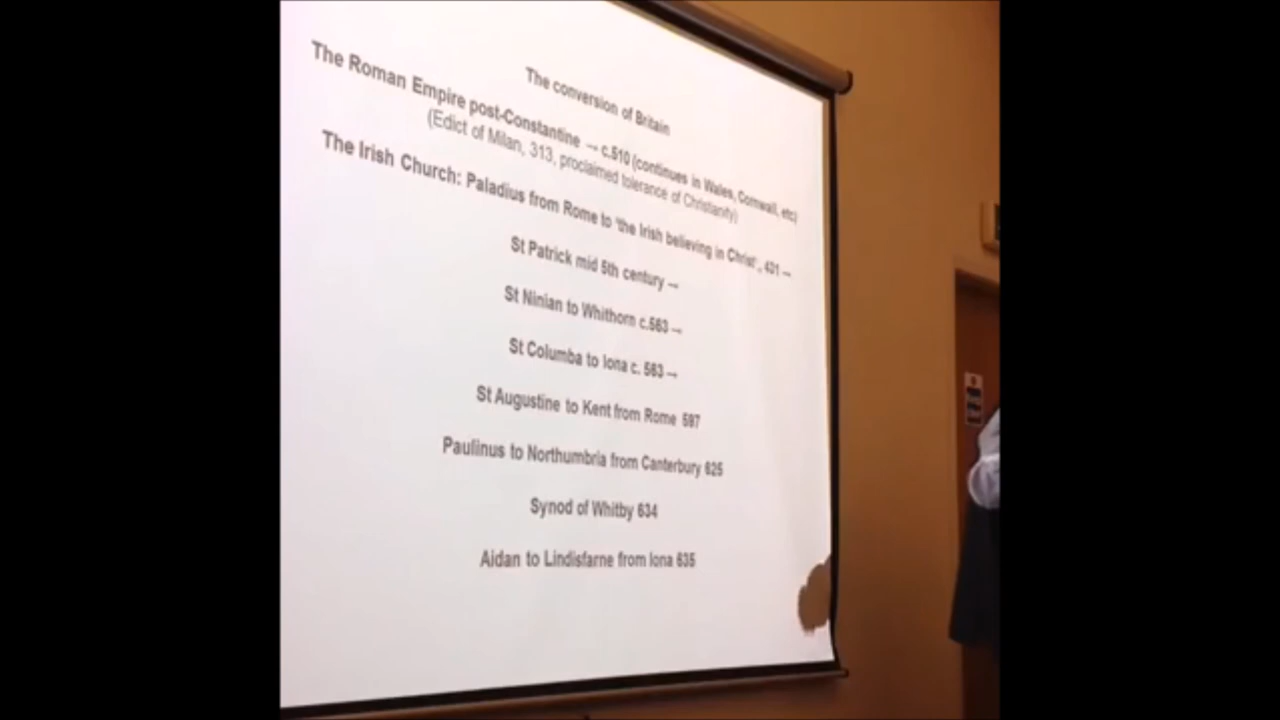 The conversion of Britain
The Roman Empire post-Constantine → c.510 (continues in Wales, Cornwall, etc)
(Edict of Milan, 313, proclaimed tolerance of Christianity)
The Irish Church: Paladius from Rome to 'the Irish believing in Christ', 431 →
St Patrick mid 5th century →
St Ninian to Whithorn c.563 →
St Columba to Iona c. 563 →
St Augustine to Kent from Rome 597
Paulinus to Northumbria from Canterbury 625
Synod of Whitby 634
Aidan to Lindisfarne from Iona 635